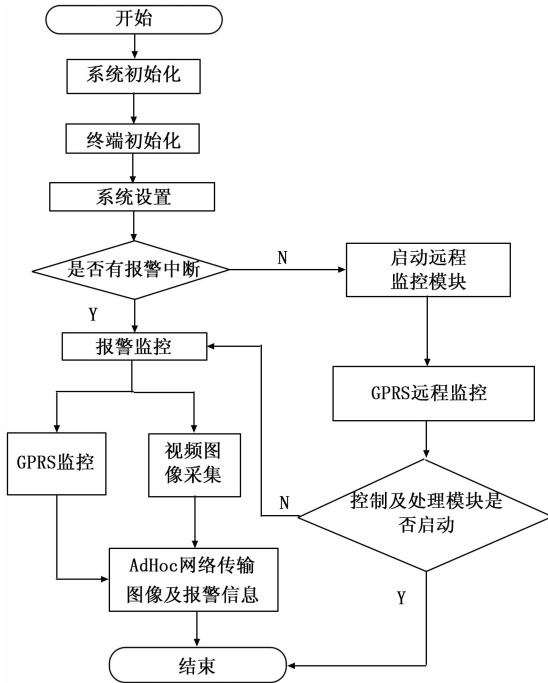 开始
系统初始化
终端初始化
系统设置
是否有报警中断
N
启动远程
监控模块
Y
报警监控
GPRS远程监控
GPRS监控
视频图
像采集
N
控制及处理模块是
否启动
AdHoc网络传输
图像及报警信息
Y
结束